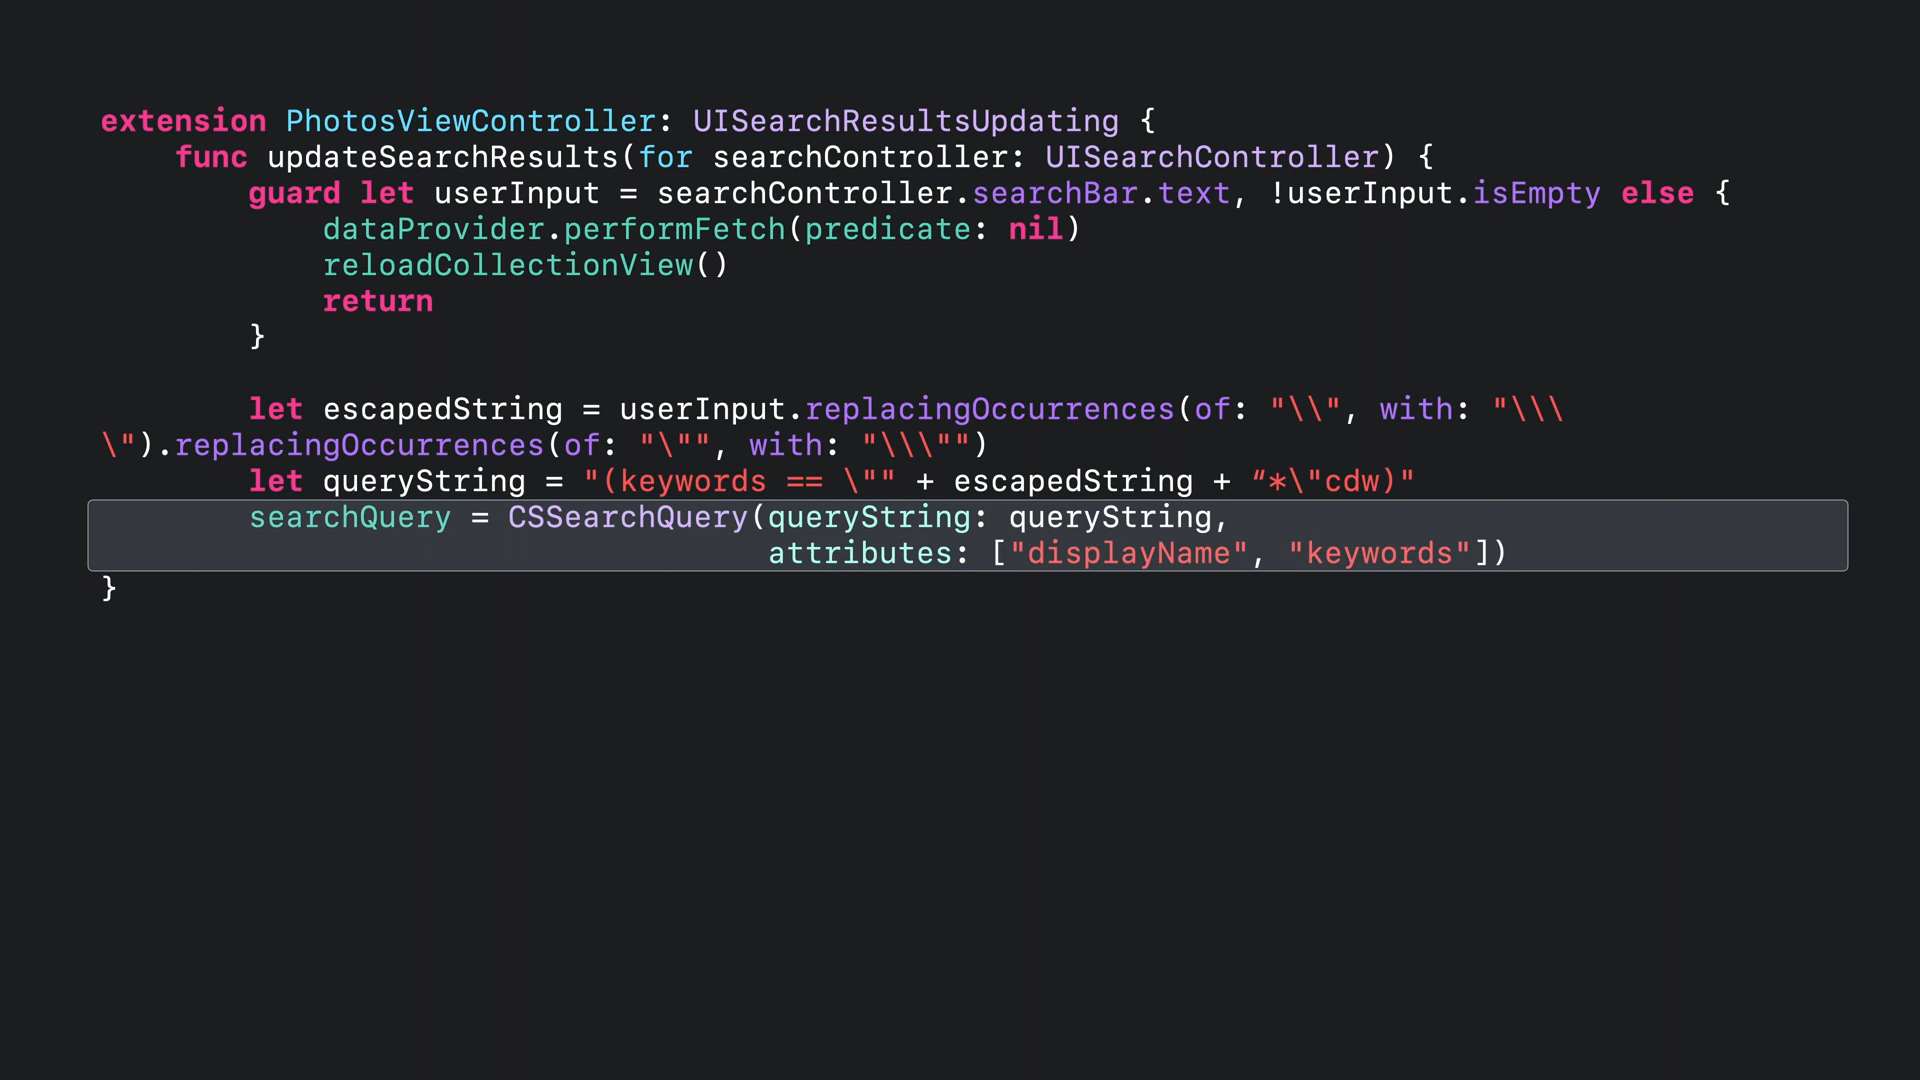 extension PhotosViewController: UISearchResultsUpdating {
    func updateSearchResults(for searchController: UISearchController) {
        guard let userInput = searchController.searchBar.text, !userInput.isEmpty else {
            dataProvider.performFetch(predicate: nil)
            reloadCollectionView()
            return
        }

        let escapedString = userInput.replacingOccurrences(of: "\\", with: "\\\
\").replacingOccurrences(of: "\"", with: "\\\"")
        let queryString = "(keywords == \"" + escapedString + “*\"cdw)"
        searchQuery = CSSearchQuery(queryString: queryString,
                                    attributes: ["displayName", "keywords"])
}